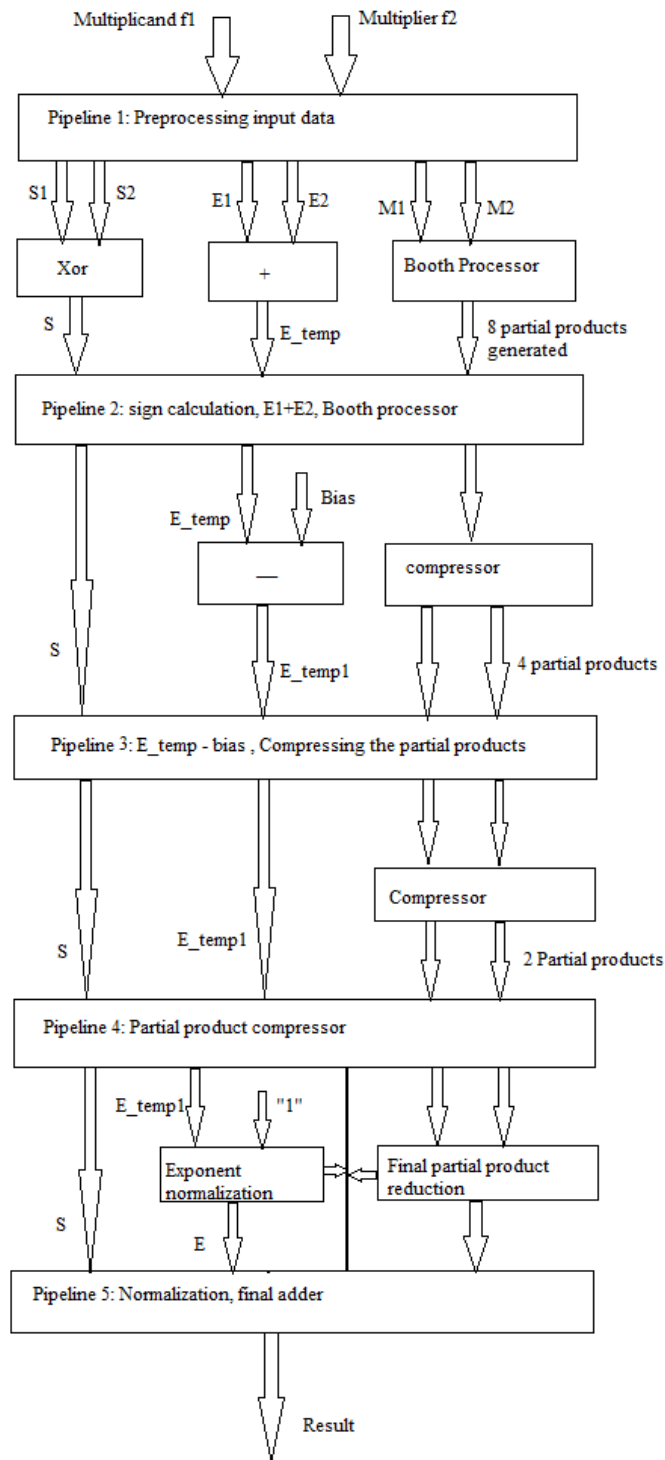 Multiplicand f1
Multiplier f2
Pipeline 1: Preprocessing input data
S1
S2
E1
E2
M1
M2
Xor
+
Booth Processor
S
E_temp
8 partial products
generated
Pipeline 2: sign calculation, E1+E2, Booth processor
E_temp
Bias
—
compressor
S
E_temp1
4 partial products
Pipeline 3: E_temp - bias , Compressing the partial products
Compressor
S
E_temp1
2 Partial products
Pipeline 4: Partial product compressor
E_temp1
"1"
Exponent
normalization
Final partial product
reduction
S
E
Pipeline 5: Normalization, final adder
Result